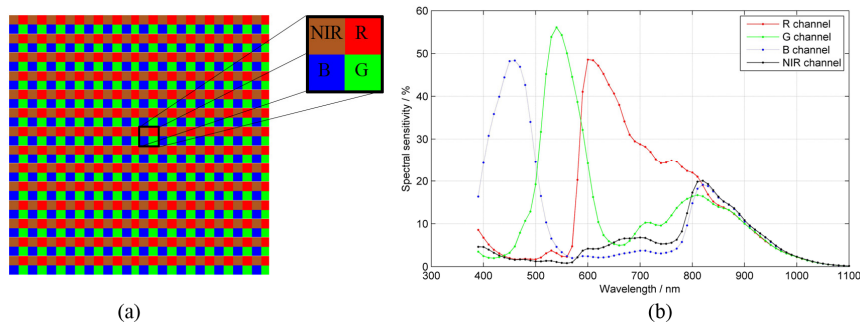 NIR R
B G
(a)
60
50
40
30
20
10
0
Spectral sensitivity / %
300 400 500 600 700 800 900 1000 1100
Wavelength / nm
R channel
G channel
B channel
NIR channel
(b)